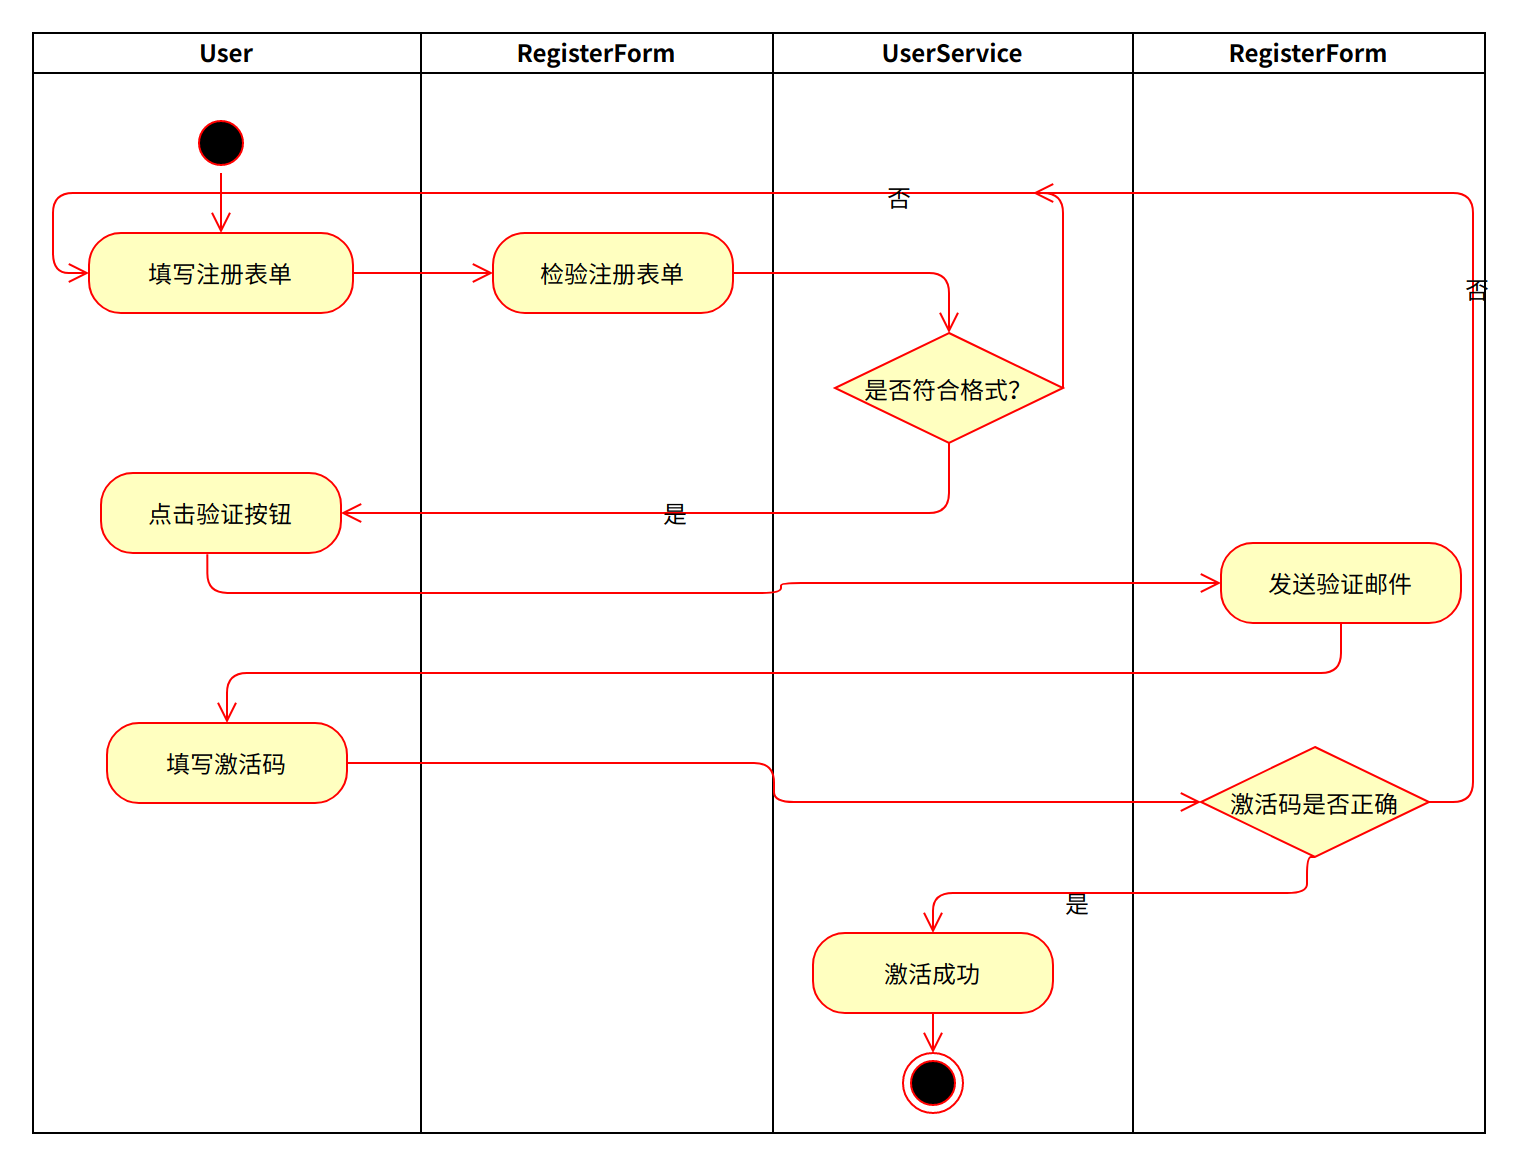 User
RegisterForm
UserService
RegisterForm
否
填写注册表单
检验注册表单
否
是否符合格式?
点击验证按钮
是
发送验证邮件
填写激活码
激活码是否正确
是
激活成功